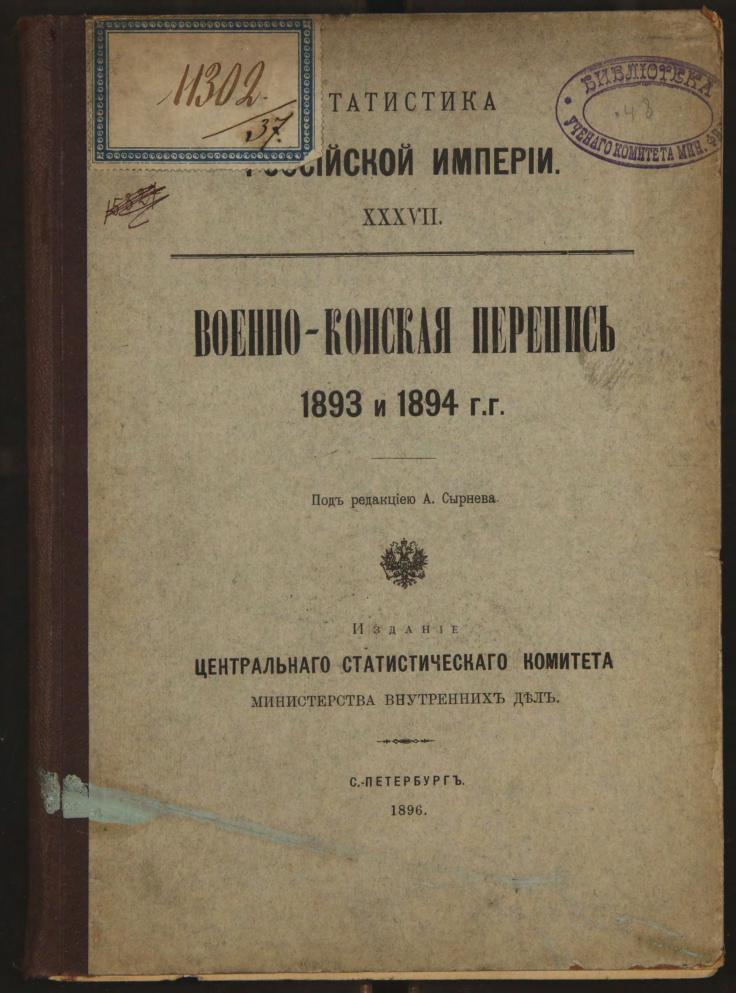 11302.
37.
БИБЛІОТЕКА
УЧЕНАГО КОМИТЕТА МИН.
ТАТИСТИКА
РОССІЙСКОЙ ИМПЕРІИ.
XXXVII.
ВОЕННО-КОНСКАЯ ПЕРЕПИСЬ
1893 и 1894 г.г.
Подъ редакціею А. Сырнева
ИЗДАНІЕ
ЦЕНТРАЛЬНАГО СТАТИСТИЧЕСКАГО КОМИТЕТА
МИНИСТЕРСТВА ВНУТРЕННИХЪ ДѢЛЪ.
С.-ПЕТЕРБУРГЪ.
1896.